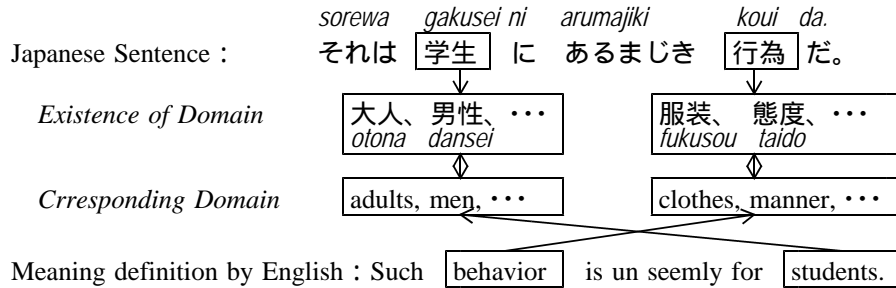 sorewa gakusei ni arumajiki koui da.
Japanese Sentence : それは 学生 に あるまじき 行為 だ。
Existence of Domain 大人、男性、・・・ 服装、 態度、・・・
otona dansei fukusou taido
Crresponding Domain adults, men, ・・・ clothes, manner, ・・・
Meaning definition by English : Such behavior is un seemly for students.